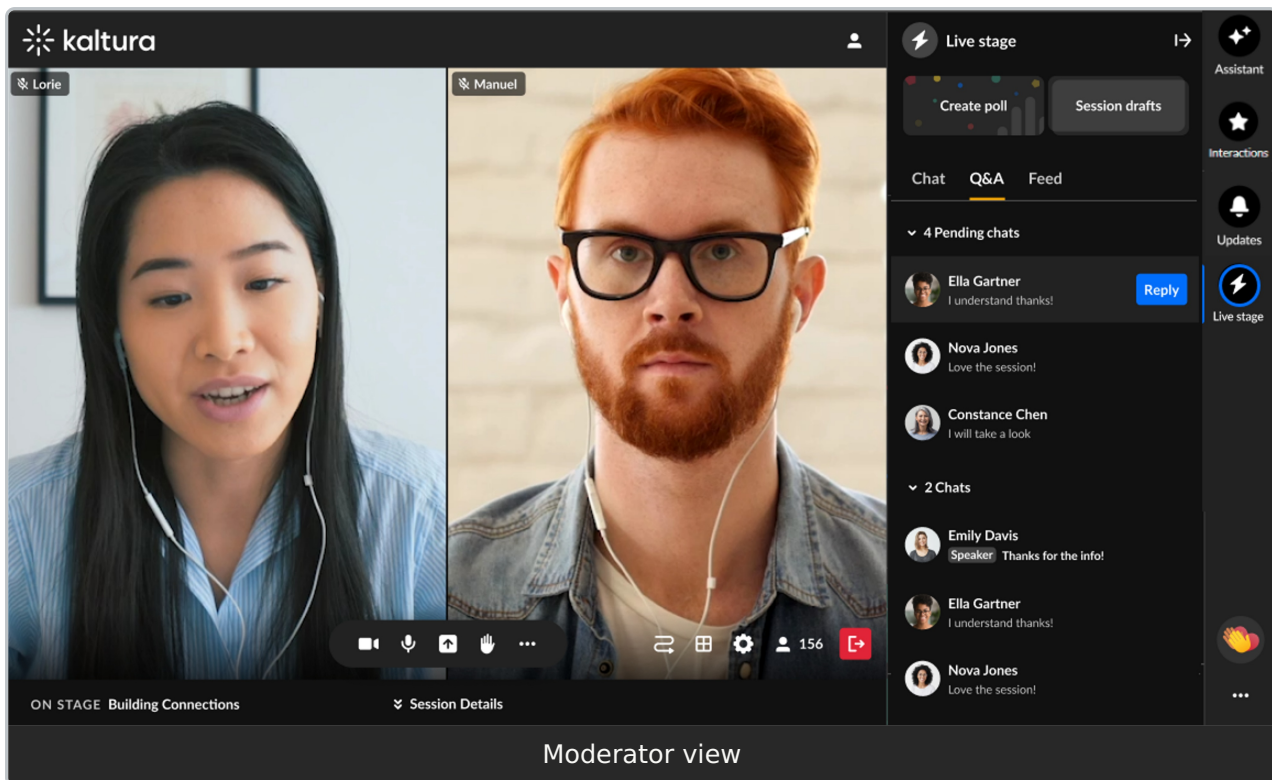 kaltura
Lorie
Manuel
ON STAGE Building Connections
Session Details
156
Live stage
Create poll
Session drafts
Chat Q&A Feed
4 Pending chats
Ella Gartner
I understand thanks!
Reply
Nova Jones
Love the session!
Constance Chen
I will take a look
2 Chats
Emily Davis
Speaker Thanks for the info!
Ella Gartner
I understand thanks!
Nova Jones
Love the session!
Assistant
Interactions
Updates
Live stage
Moderator view